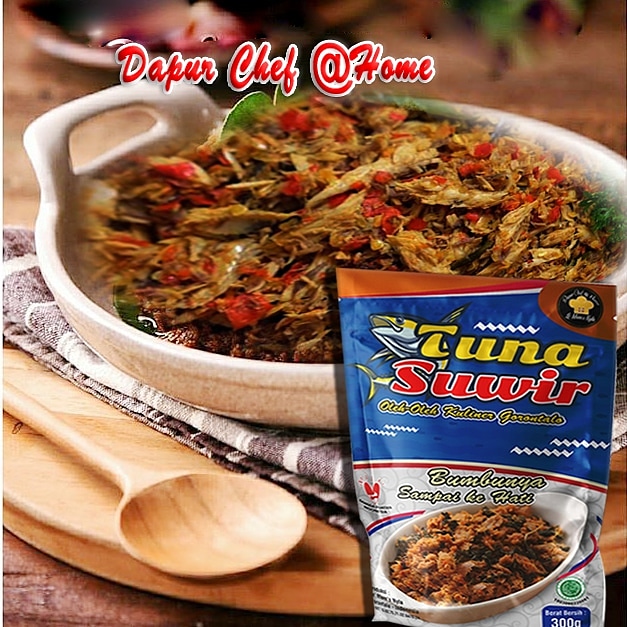 Dapur Chef @Home
Tuna
Suwir
Oleh-Oleh Kuliner Gorontalo
Bumbunya
Sampai ke Hati
Berat Bersih :
300g